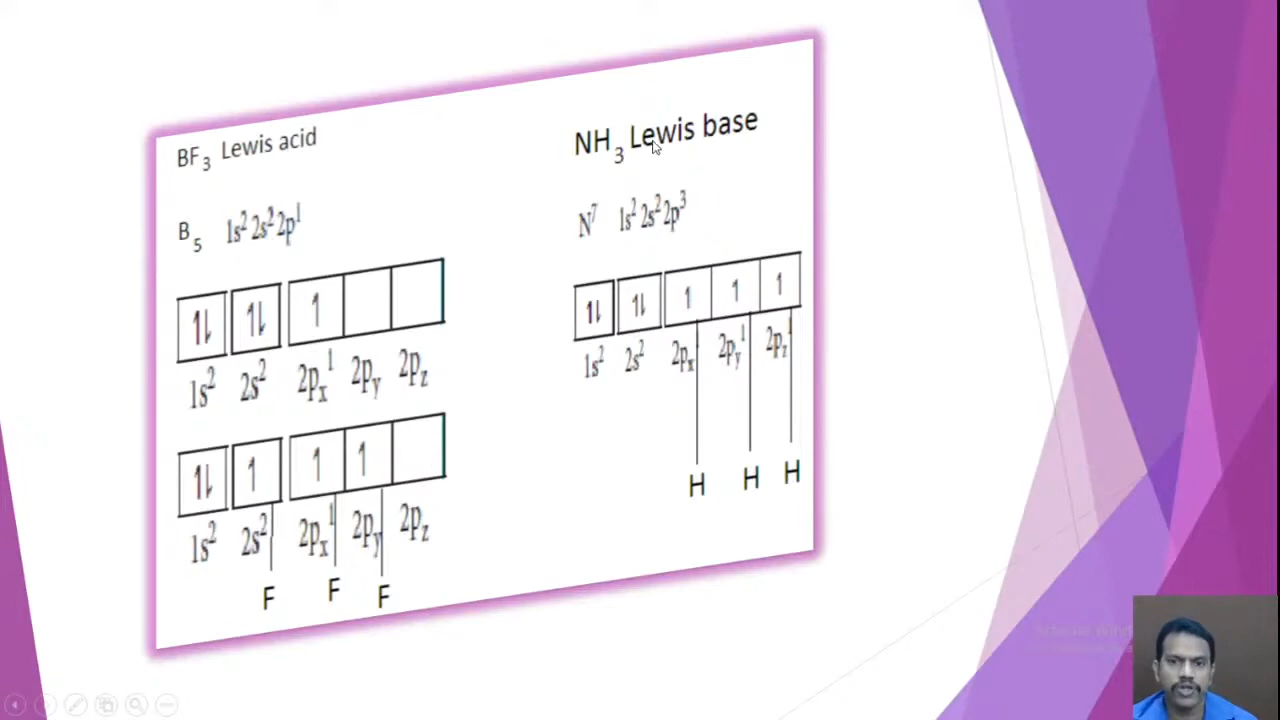 BF3 Lewis acid
B5 1s² 2s² 2p¹
1s² 2s² 2px¹ 2py 2pz
1s² 2s² 2px¹ 2py 2pz
F F F
NH3 Lewis base
N⁷ 1s² 2s² 2p³
1s² 2s² 2px 2py¹ 2pz¹
H H H